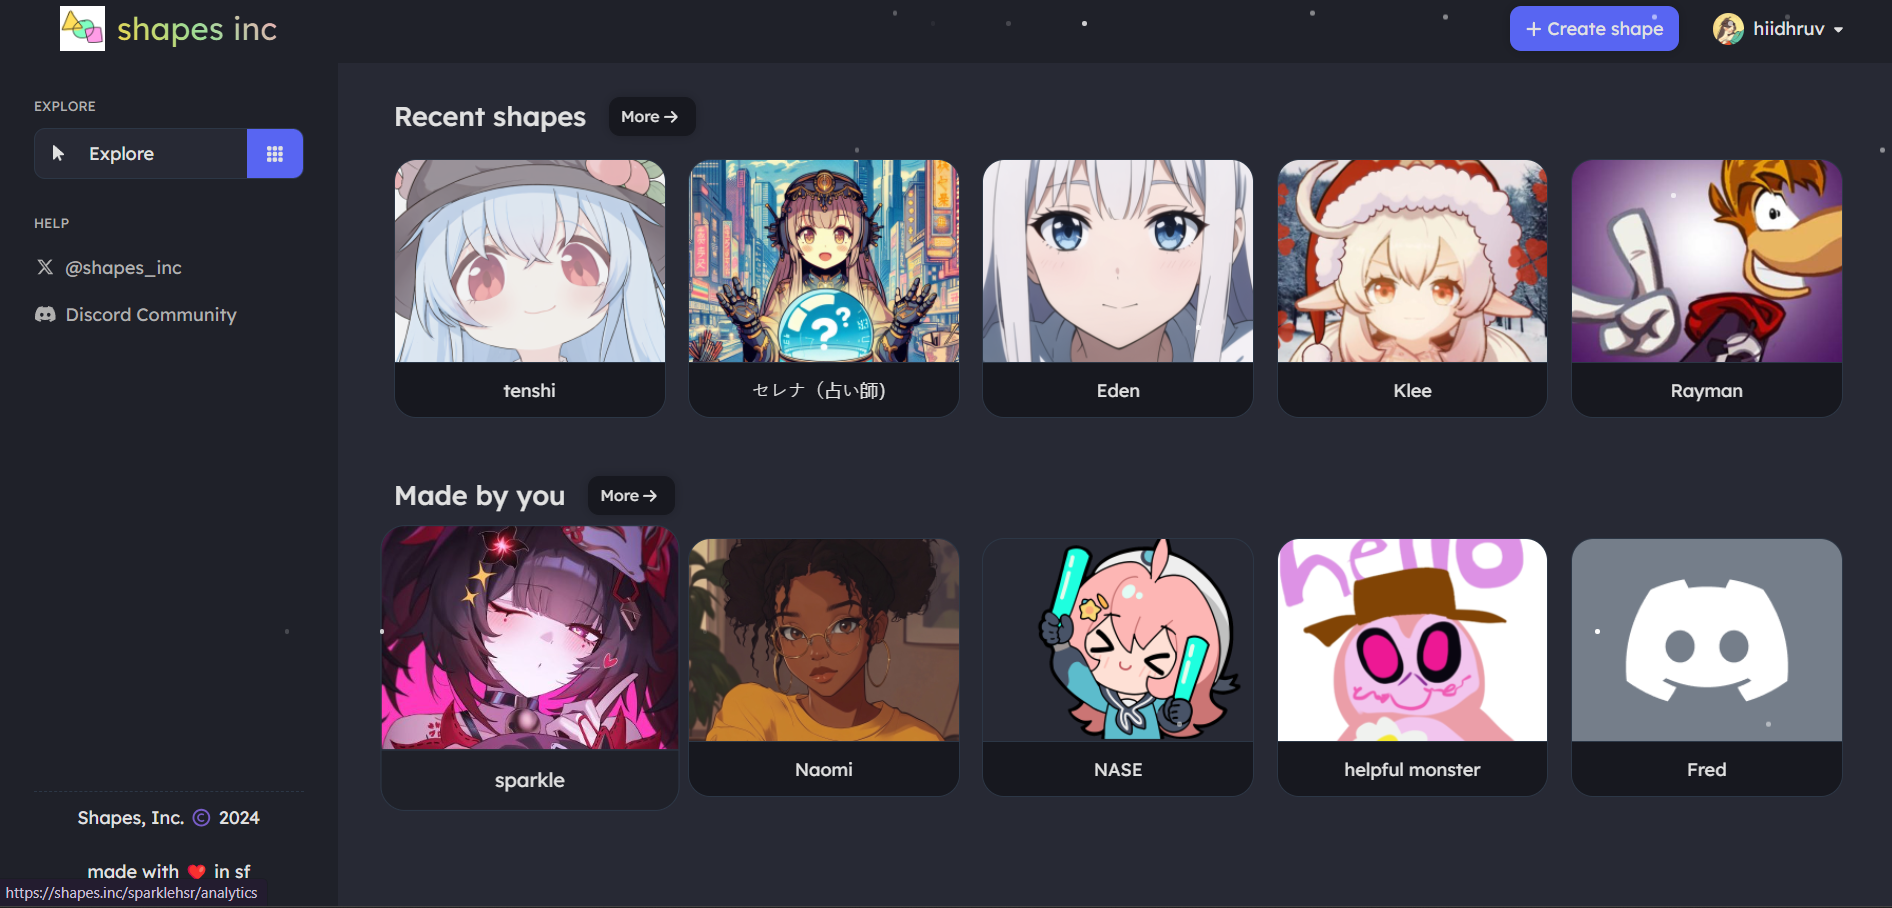 shapes inc
+ Create shape
hiidhruv
EXPLORE
Explore
HELP
@shapes_inc
Discord Community
Recent shapes
More →
tenshi
セレナ（占い師)
Eden
Klee
Rayman
Made by you
More →
hello
sparkle
Naomi
NASE
helpful monster
Fred
Shapes, Inc. © 2024
made with ❤️ in sf
https://shapes.inc/sparklehsr/analytics